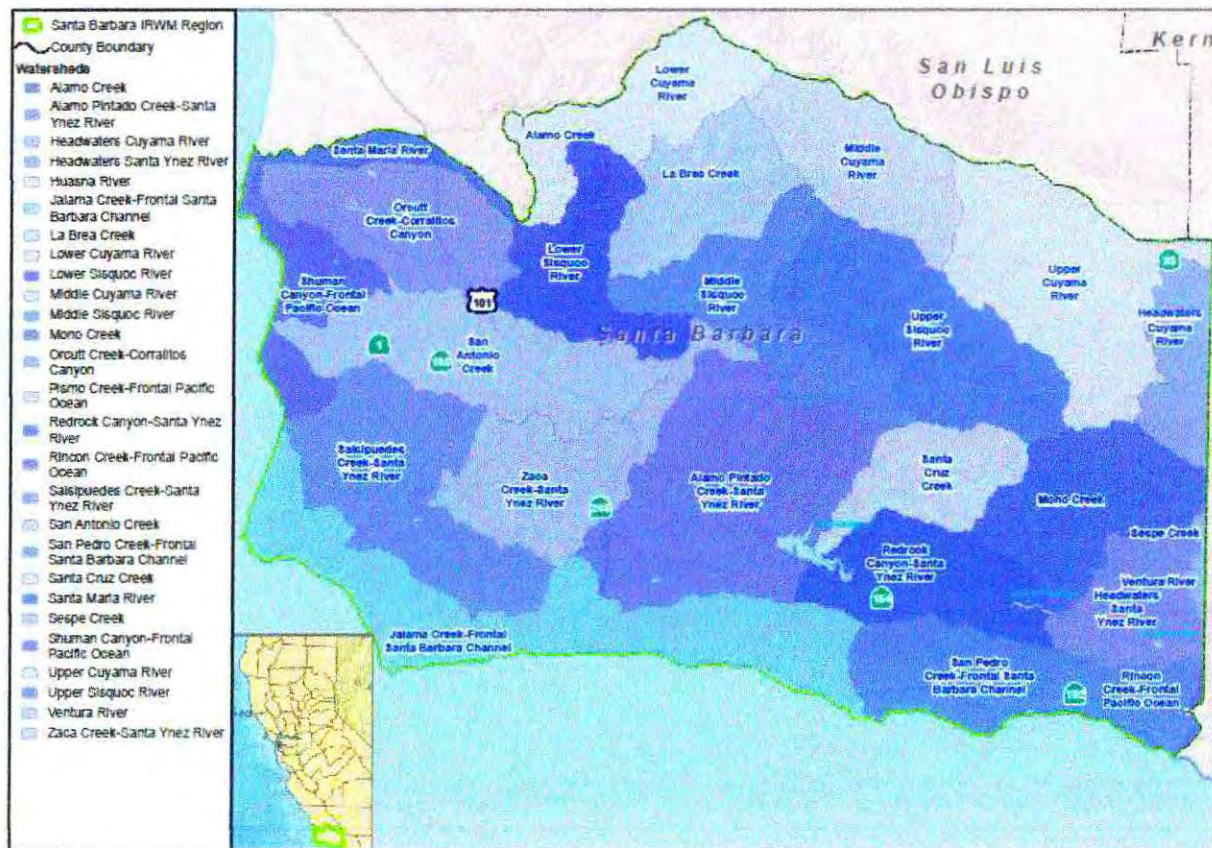 Santa Barbara IRWM Region
County Boundary
Watersheds
Alamo Creek
Alamo Pintado Creek-Santa
Ynez River
Headwaters Cuyama River
Headwaters Santa Ynez River
Huasna River
Jalama Creek-Frontal Santa
Barbara Channel
La Brea Creek
Lower Cuyama River
Lower Sisquoc River
Middle Cuyama River
Middle Sisquoc River
Mono Creek
Orcutt Creek-Corralitos
Canyon
Pismo Creek-Frontal Pacific
Ocean
Redrock Canyon-Santa Ynez
River
Rincon Creek-Frontal Pacific
Ocean
Salsipuedes Creek-Santa
Ynez River
San Antonio Creek
San Pedro Creek-Frontal
Santa Barbara Channel
Santa Cruz Creek
Santa Maria River
Sespe Creek
Shuman Canyon-Frontal
Pacific Ocean
Upper Cuyama River
Upper Sisquoc River
Ventura River
Zaca Creek-Santa Ynez River
Kern
San Luis
Obispo
Lower
Cuyama
River
Alamo Creek
Santa Maria River
La Brea Creek
Middle
Cuyama
River
Orcutt
Creek-Corralitos
Canyon
Lower
Sisquoc
River
Shuman
Canyon-Frontal
Pacific Ocean
101
Middle
Sisquoc
River
Santa Barbara
Upper
Sisquoc
River
Upper
Cuyama
River
33
Headwaters
Cuyama
River
1
San
Antonio
Creek
Salsipuedes
Creek-Santa
Ynez River
Zaca
Creek-Santa
Ynez River
Alamo Pintado
Creek-Santa
Ynez River
Santa
Cruz
Creek
Mono Creek
Sespe Creek
Redrock
Canyon-Santa
Ynez River
Ventura River
Headwaters
Santa
Ynez River
Jalama Creek-Frontal
Santa Barbara Channel
San Pedro
Creek-Frontal Santa
Barbara Channel
Rincon
Creek-Frontal
Pacific Ocean